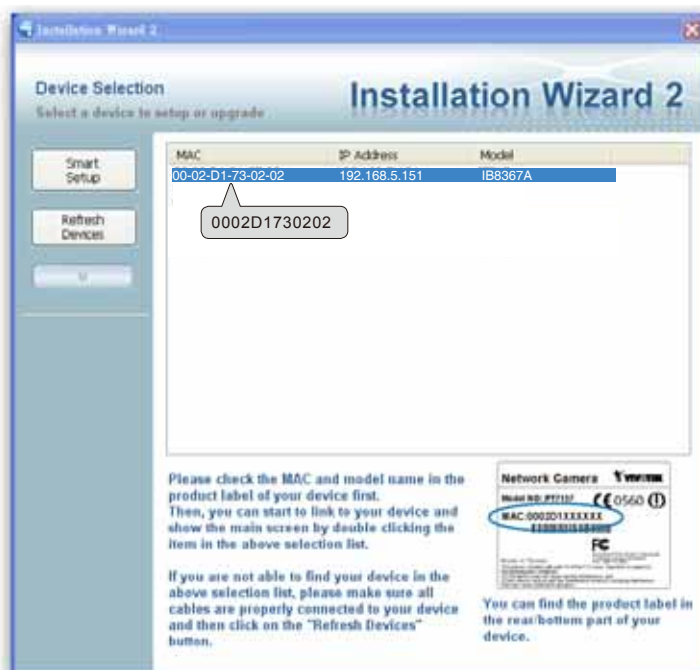 Installation Wizard 2
Device Selection
Select a device to setup or upgrade
Installation Wizard 2
Smart
Setup
Refresh
Devices
MAC IP Address Model
00-02-D1-73-02-02 192.168.5.151 IB8367A
0002D1730202
Please check the MAC and model name in the
product label of your device first.
Then, you can start to link to your device and
show the main screen by double clicking the
item in the above selection list.
If you are not able to find your device in the
above selection list, please make sure all
cables are properly connected to your device
and then click on the "Refresh Devices"
button.
Network Camera
CE 0560
MAC:0002D1XXXXXX
FC
You can find the product label in
the rear/bottom part of your
device.